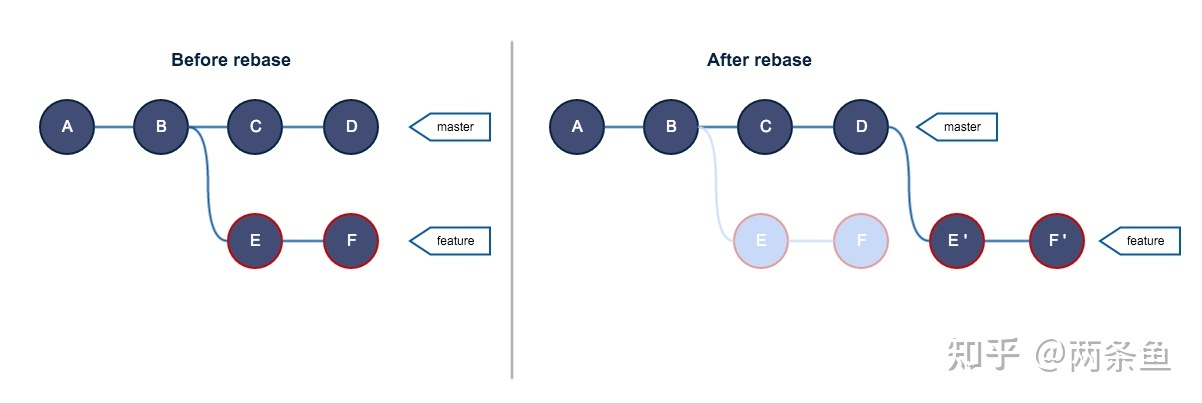 Before rebase
A B C D master
E F feature
After rebase
A B C D master
E F E ' F ' feature
知乎 @两条鱼